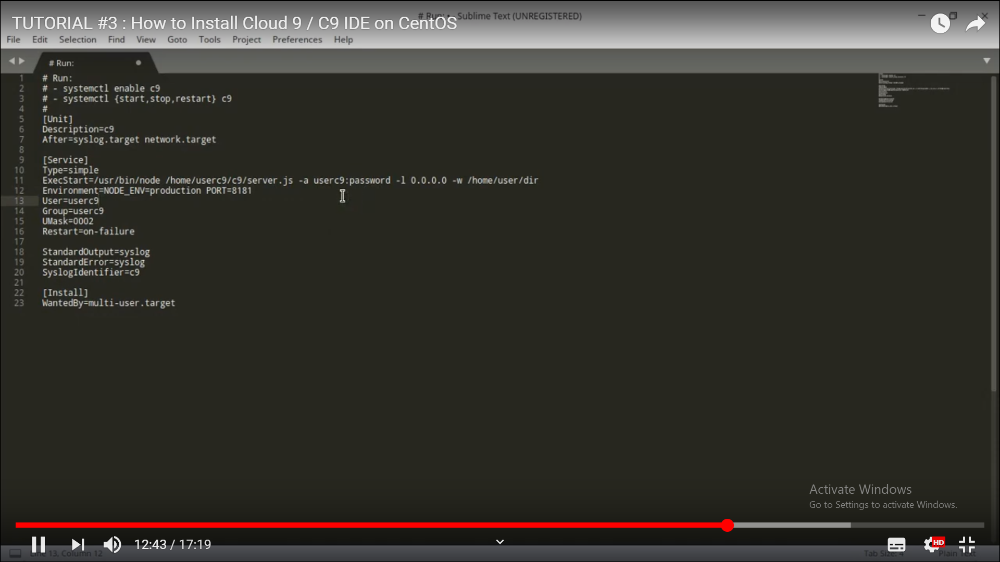 # Run: • - Sublime Text (UNREGISTERED)
TUTORIAL #3 : How to Install Cloud 9 / C9 IDE on CentOS
File Edit Selection Find View Goto Tools Project Preferences Help
# Run:
1 # Run:
2 # - systemctl enable c9
3 # - systemctl {start,stop,restart} c9
4 #
5 [Unit]
6 Description=c9
7 After=syslog.target network.target
8
9 [Service]
10 Type=simple
11 ExecStart=/usr/bin/node /home/userc9/c9/server.js -a userc9:password -l 0.0.0.0 -w /home/user/dir
12 Environment=NODE_ENV=production PORT=8181
13 User=userc9
14 Group=userc9
15 UMask=0002
16 Restart=on-failure
17
18 StandardOutput=syslog
19 StandardError=syslog
20 SyslogIdentifier=c9
21
22 [Install]
23 WantedBy=multi-user.target
Activate Windows
Go to Settings to activate Windows.
12:43 / 17:19
HD
Line 13, Column 12
Tab Size: 4
Plain Text